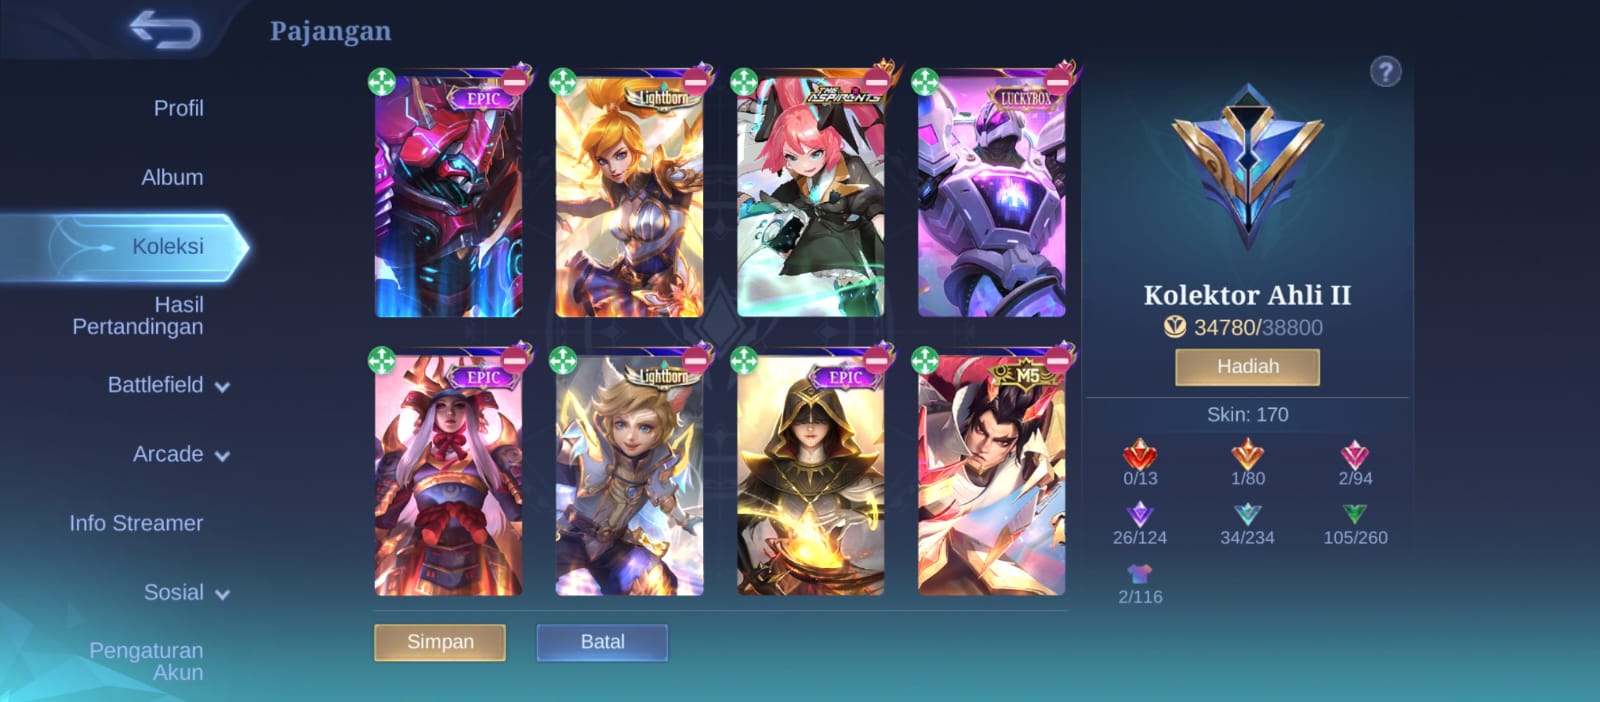 Pajangan
Profil
Album
Koleksi
Hasil
Pertandingan
Battlefield
Arcade
Info Streamer
Sosial
Pengaturan
Akun
EPIC
Lightborn
THE ASPIRANTS
LUCKYBOX
EPIC
Lightborn
EPIC
M5
Simpan
Batal
?
Kolektor Ahli II
34780/38800
Hadiah
Skin: 170
0/13
1/80
2/94
26/124
34/234
105/260
2/116